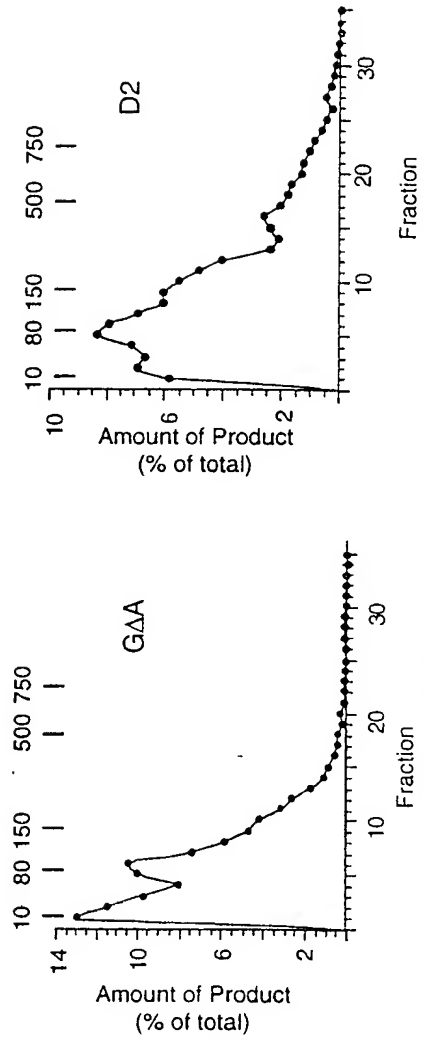 10 80 150 500 750
GΔA
14
10
6
2
Amount of Product
(% of total)
10 20 30
Fraction
10 80 150 500 750
D2
10
6
2
Amount of Product
(% of total)
10 20 30
Fraction